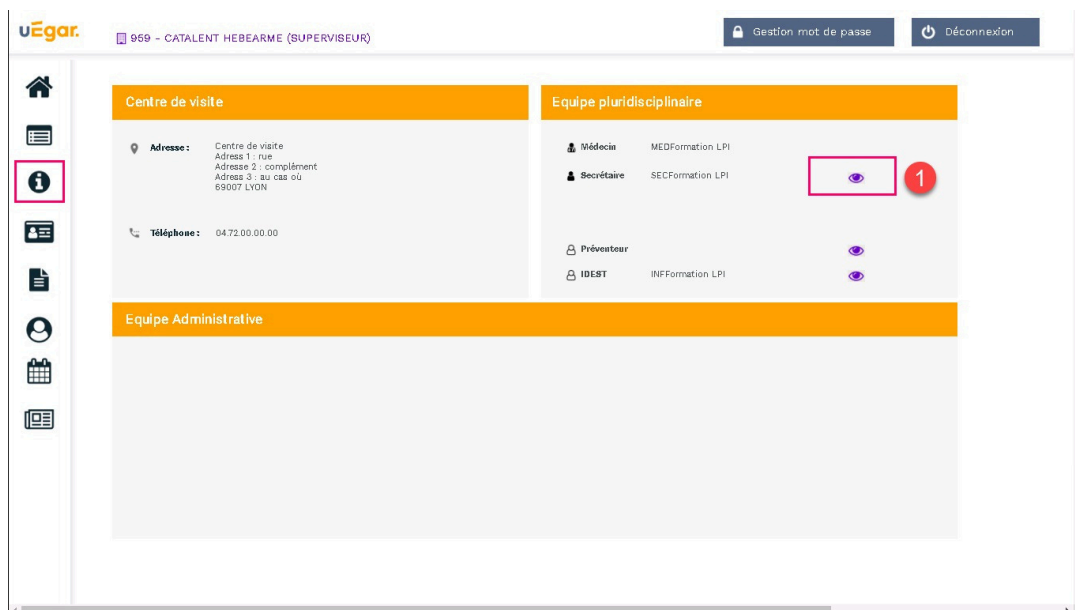 uEgar.
959 - CATALENT HEBEARME (SUPERVISEUR)
Gestion mot de passe
Déconnexion
Centre de visite
Adresse :
Centre de visite
Adress 1 : rue
Adresse 2 : complément
Adress 3 : au cas où
69007 LYON
Téléphone :
04.72.00.00.00
Equipe pluridisciplinaire
Médecin MEDFormation LPI
Secrétaire SECFormation LPI
1
Préventeur
IDEST INFFormation LPI
Equipe Administrative